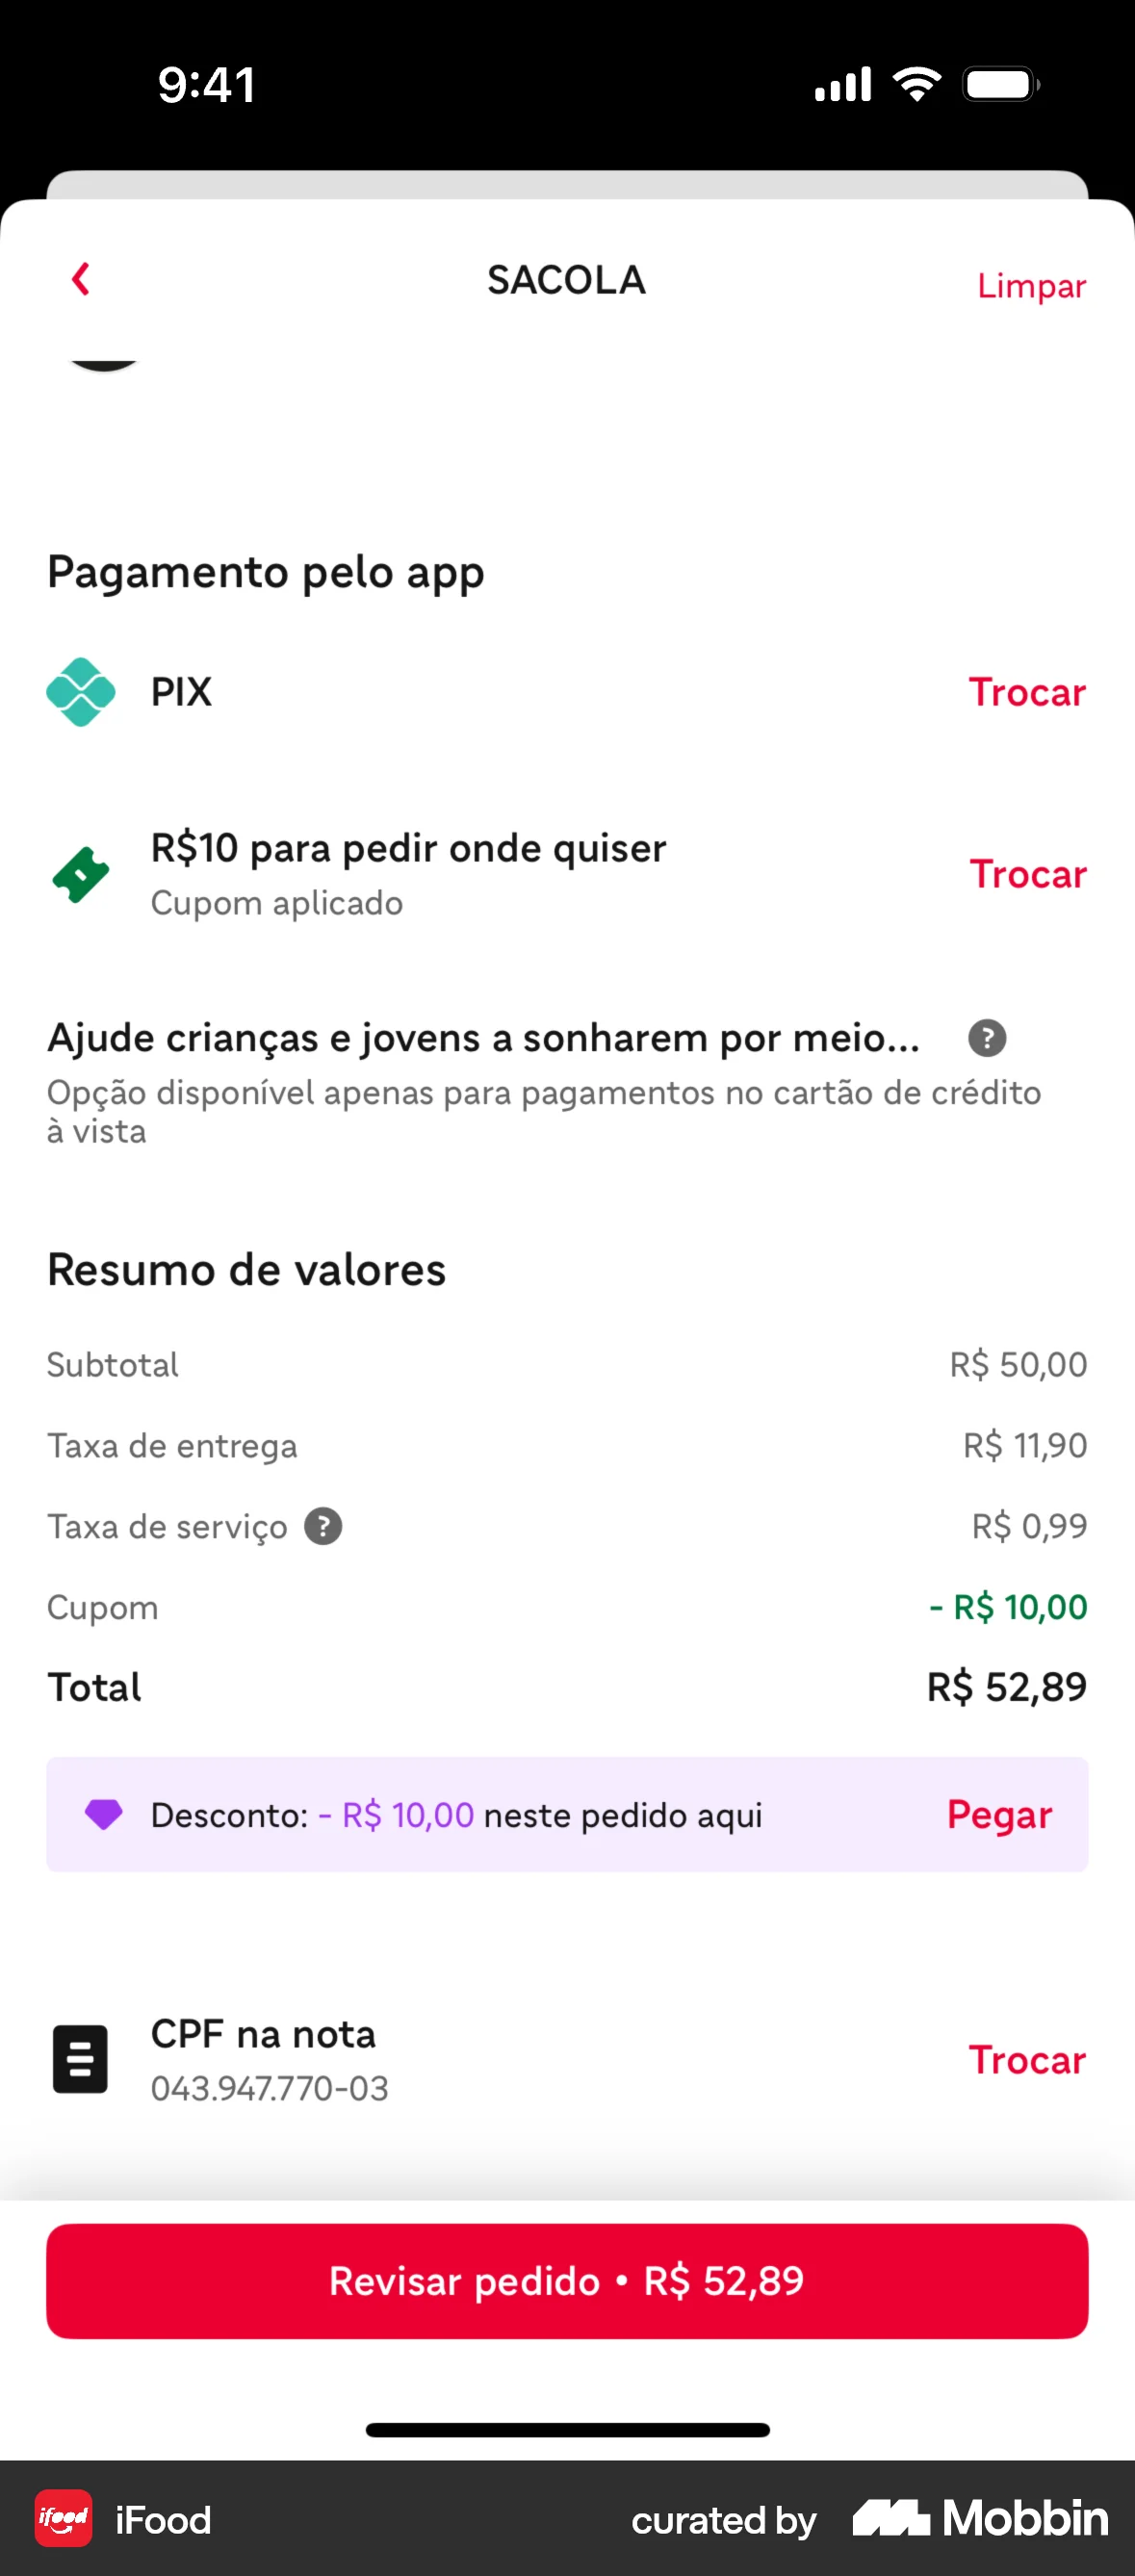 9:41
SACOLA
Limpar
Pagamento pelo app
PIX
Trocar
R$10 para pedir onde quiser
Cupom aplicado
Trocar
Ajude crianças e jovens a sonharem por meio...
?
Opção disponível apenas para pagamentos no cartão de crédito
à vista
Resumo de valores
Subtotal R$ 50,00
Taxa de entrega R$ 11,90
Taxa de serviço ? R$ 0,99
Cupom - R$ 10,00
Total R$ 52,89
Desconto: - R$ 10,00 neste pedido aqui Pegar
CPF na nota
043.947.770-03
Trocar
Revisar pedido • R$ 52,89
ifood iFood curated by Mobbin